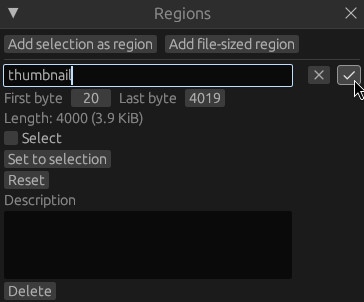 Regions
Add selection as region Add file-sized region
thumbnail
First byte 20 Last byte 4019
Length: 4000 (3.9 KiB)
Select
Set to selection
Reset
Description
Delete